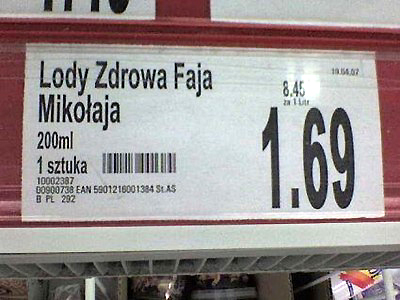 Lody Zdrowa Faja
Mikołaja
200ml
1 sztuka
10002387
00900738 EAN 5901216001384 St.AS
B PL 292
19.04.07
8.45
za 1 Litr
1.69